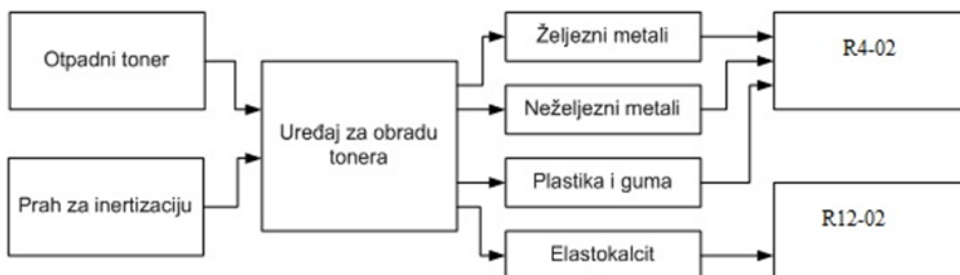 Otpadni toner
Prah za inertizaciju
Uređaj za obradu
tonera
Željezni metali
Neželjezni metali
Plastika i guma
Elastokalcit
R4-02
R12-02